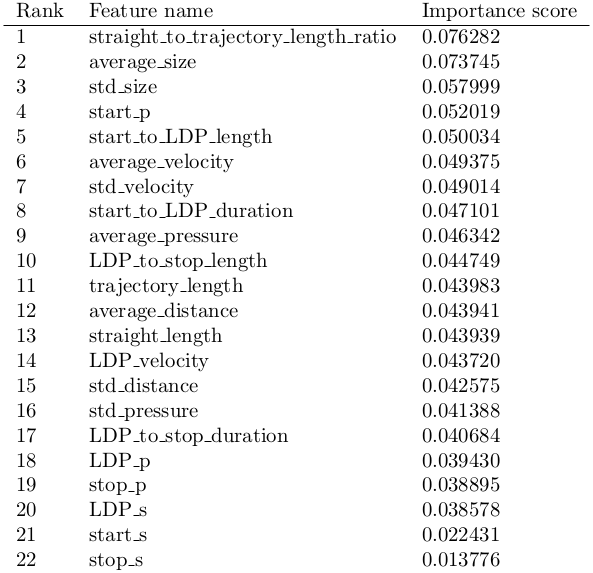 Rank Feature name Importance score
1 straight_to_trajectory_length_ratio 0.076282
2 average_size 0.073745
3 std_size 0.057999
4 start_p 0.052019
5 start_to_LDP_length 0.050034
6 average_velocity 0.049375
7 std_velocity 0.049014
8 start_to_LDP_duration 0.047101
9 average_pressure 0.046342
10 LDP_to_stop_length 0.044749
11 trajectory_length 0.043983
12 average_distance 0.043941
13 straight_length 0.043939
14 LDP_velocity 0.043720
15 std_distance 0.042575
16 std_pressure 0.041388
17 LDP_to_stop_duration 0.040684
18 LDP_p 0.039430
19 stop_p 0.038895
20 LDP_s 0.038578
21 start_s 0.022431
22 stop_s 0.013776